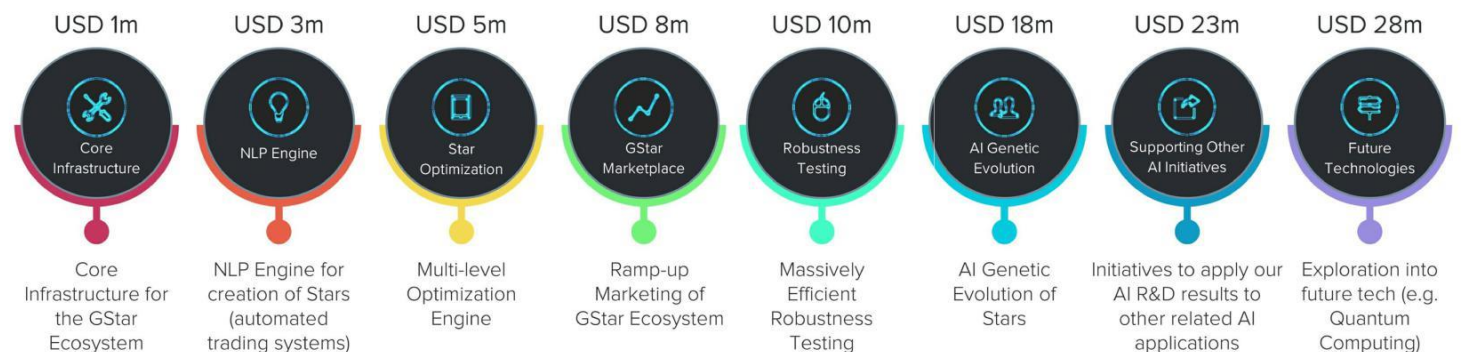 USD 1m
USD 3m
USD 5m
USD 8m
USD 10m
USD 18m
USD 23m
USD 28m
Core
Infrastructure
NLP Engine
Star
Optimization
GStar
Marketplace
Robustness
Testing
AI Genetic
Evolution
Supporting Other
AI Initiatives
Future
Technologies
Core
Infrastructure for
the GStar
Ecosystem
NLP Engine for
creation of Stars
(automated
trading systems)
Multi-level
Optimization
Engine
Ramp-up
Marketing of
GStar Ecosystem
Massively
Efficient
Robustness
Testing
AI Genetic
Evolution of
Stars
Initiatives to apply our
AI R&D results to
other related AI
applications
Exploration into
future tech (e.g.
Quantum
Computing)